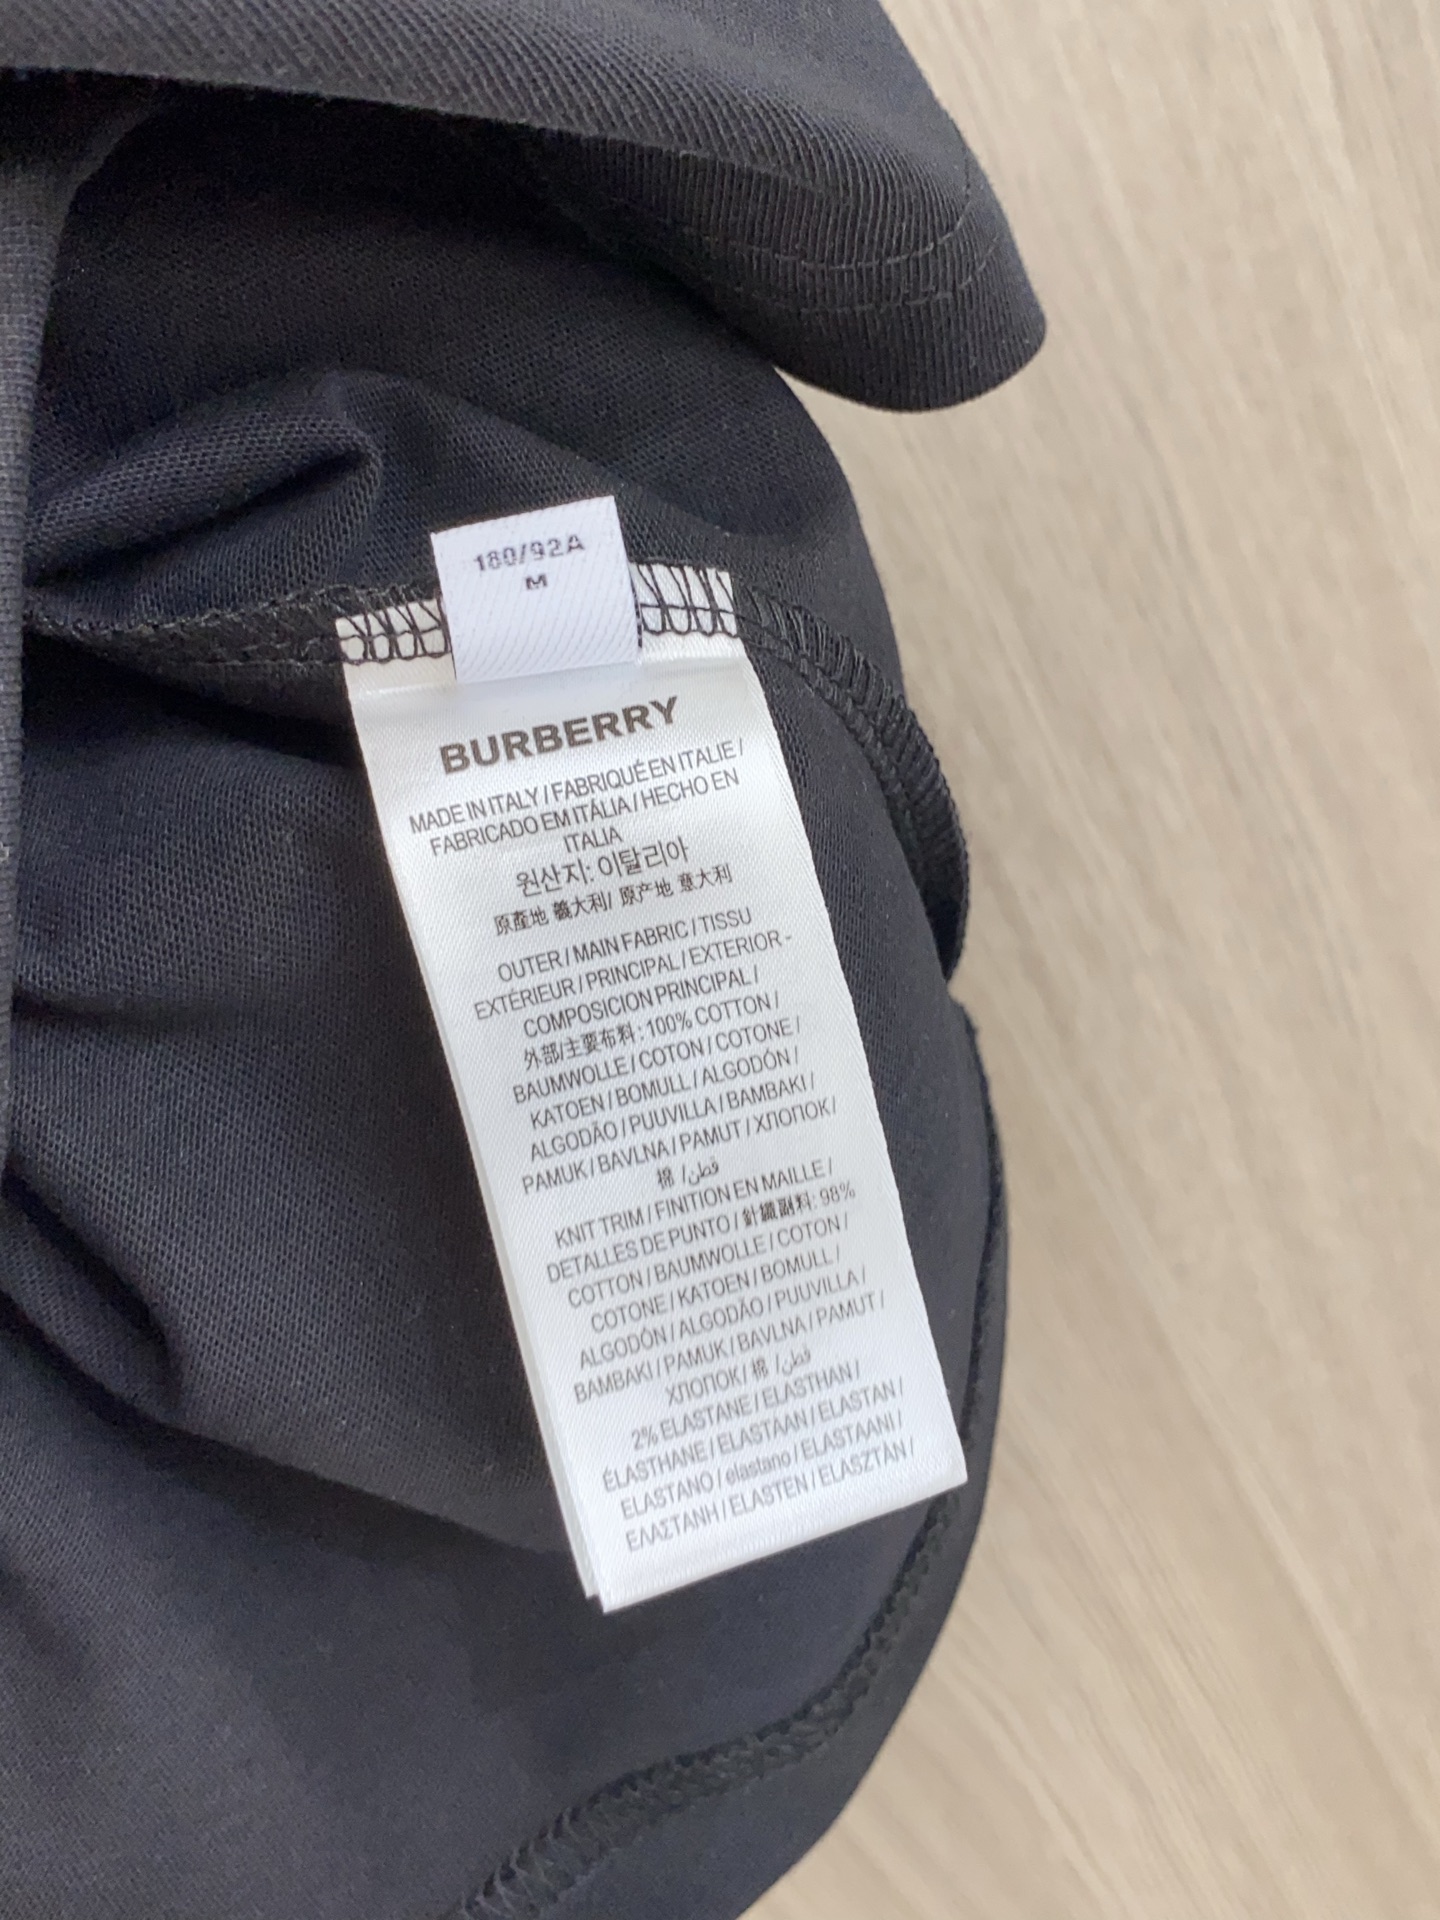 180/92A
M
BURBERRY
MADE IN ITALY / FABRIQUÉ EN ITALIE /
FABRICADO EM ITÁLIA / HECHO EN
ITALIA
원산지: 이탈리아
原產地 義大利/ 原产地 意大利
OUTER / MAIN FABRIC / TISSU
EXTÉRIEUR / PRINCIPAL / EXTERIOR -
COMPOSICION PRINCIPAL /
外部/主要布料: 100% COTTON /
BAUMWOLLE / COTON / COTONE /
KATOEN / BOMULL / ALGODÓN /
ALGODÃO / PUUVILLA / BAMBAKI /
PAMUK / BAVLNA / PAMUT / ХЛОПОК /
棉 /قطن
KNIT TRIM / FINITION EN MAILLE /
DETALLES DE PUNTO / 針織副料: 98%
COTTON / BAUMWOLLE / COTON /
COTONE / KATOEN / BOMULL /
ALGODÓN / ALGODÃO / PUUVILLA /
BAMBAKI / PAMUK / BAVLNA / PAMUT /
ХЛОПОК / 棉 /قطن
2% ELASTANE / ELASTHAN /
ÉLASTHANE / ELASTAAN / ELASTAN /
ELASTANO / elastano / ELASTAANI /
ΕΛΑΣΤΑΝΗ / ELASTEN / ELASZTÁN /